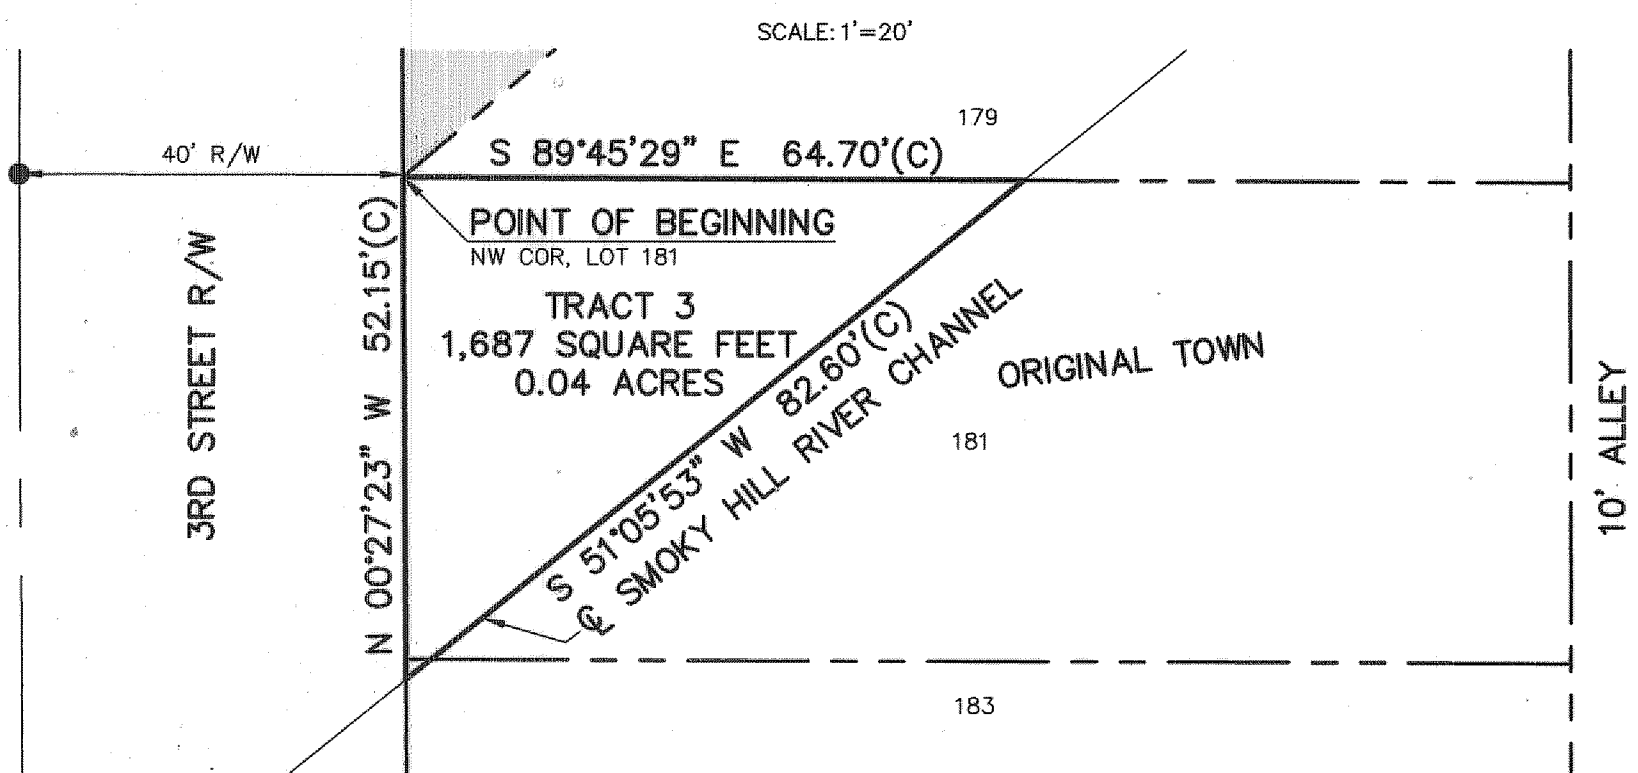 SCALE: 1'=20'
179
40' R/W
S 89°45'29" E 64.70'(C)
POINT OF BEGINNING
NW COR, LOT 181
TRACT 3
1,687 SQUARE FEET
0.04 ACRES
3RD STREET R/W
N 00°27'23" W 52.15'(C)
S 51°05'53" W 82.60'(C)
℄ SMOKY HILL RIVER CHANNEL
ORIGINAL TOWN
181
10' ALLEY
183